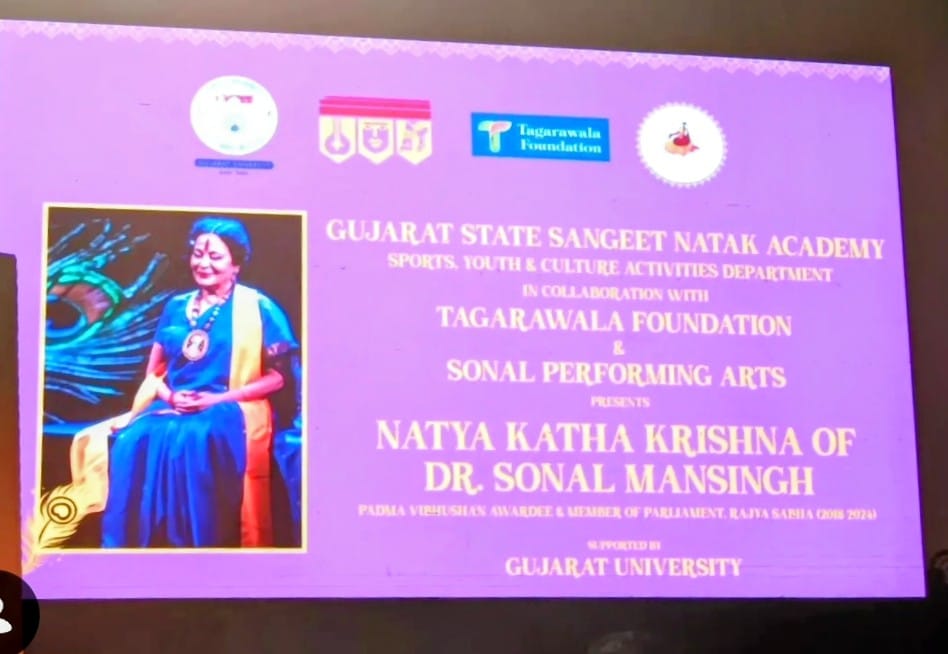 Tagarawala
Foundation
GUJARAT STATE SANGEET NATAK ACADEMY
SPORTS, YOUTH & CULTURE ACTIVITIES DEPARTMENT
IN COLLABORATION WITH
TAGARAWALA FOUNDATION
&
SONAL PERFORMING ARTS
PRESENTS
NATYA KATHA KRISHNA OF
DR. SONAL MANSINGH
PADMA VIBHUSHAN AWARDEE & MEMBER OF PARLIAMENT, RAJYA SABHA (2018-2024)
SUPPORTED BY
GUJARAT UNIVERSITY